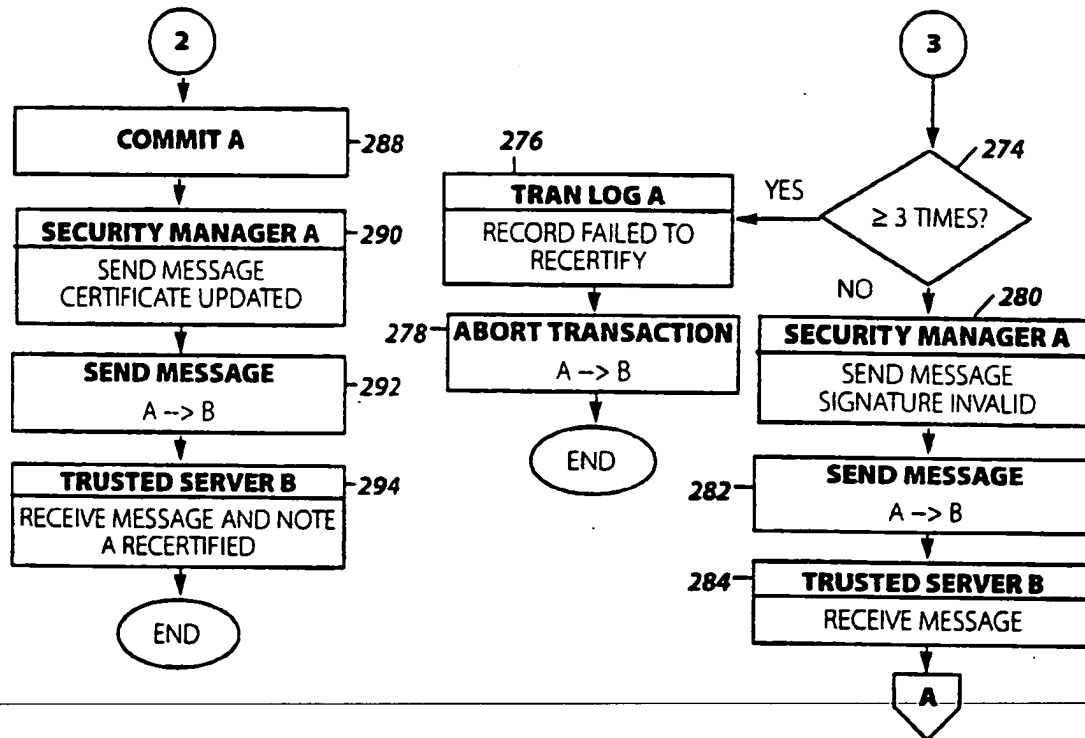 2
COMMIT A
288
SECURITY MANAGER A
290
SEND MESSAGE
CERTIFICATE UPDATED
SEND MESSAGE
292
A --> B
TRUSTED SERVER B
294
RECEIVE MESSAGE AND NOTE
A RECERTIFIED
END
276
TRAN LOG A
RECORD FAILED TO
RECERTIFY
278
ABORT TRANSACTION
A --> B
END
3
274
YES
≥ 3 TIMES?
NO
280
SECURITY MANAGER A
SEND MESSAGE
SIGNATURE INVALID
SEND MESSAGE
282
A --> B
284
TRUSTED SERVER B
RECEIVE MESSAGE
A